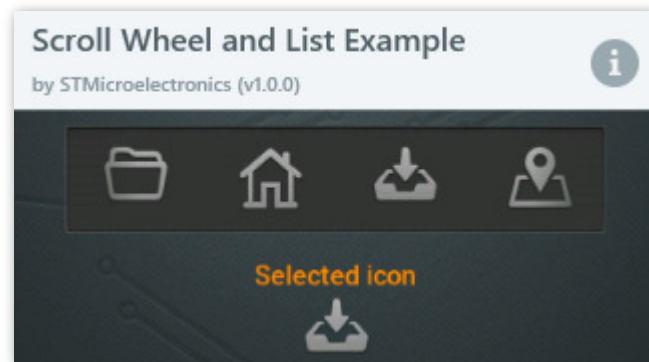 Scroll Wheel and List Example
by STMicroelectronics (v1.0.0)
i
Selected icon